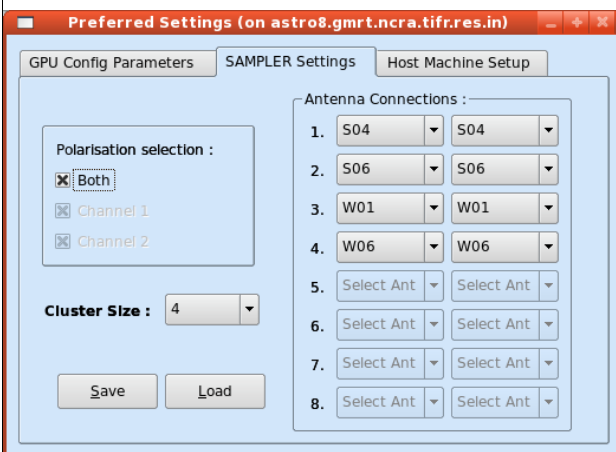 Preferred Settings (on astro8.gmrt.ncra.tifr.res.in)
GPU Config Parameters SAMPLER Settings Host Machine Setup
Antenna Connections :
Polarisation selection :
Both
Channel 1
Channel 2
Cluster Size : 4
Save Load
1. S04 S04
2. S06 S06
3. W01 W01
4. W06 W06
5. Select Ant Select Ant
6. Select Ant Select Ant
7. Select Ant Select Ant
8. Select Ant Select Ant